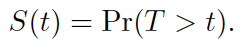 S(t) = Pr(T > t).